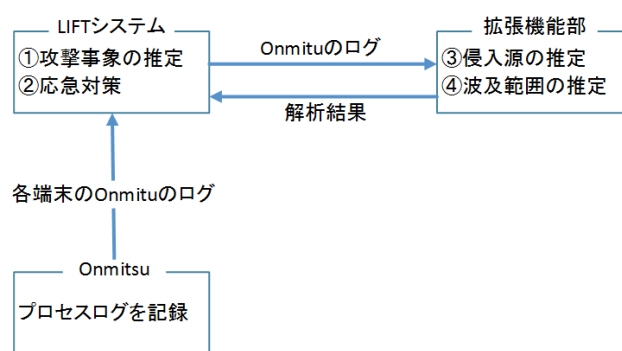 LIFTシステム
①攻撃事象の推定
②応急対策
Onmituのログ
解析結果
拡張機能部
③侵入源の推定
④波及範囲の推定
各端末のOnmituのログ
Onmitsu
プロセスログを記録